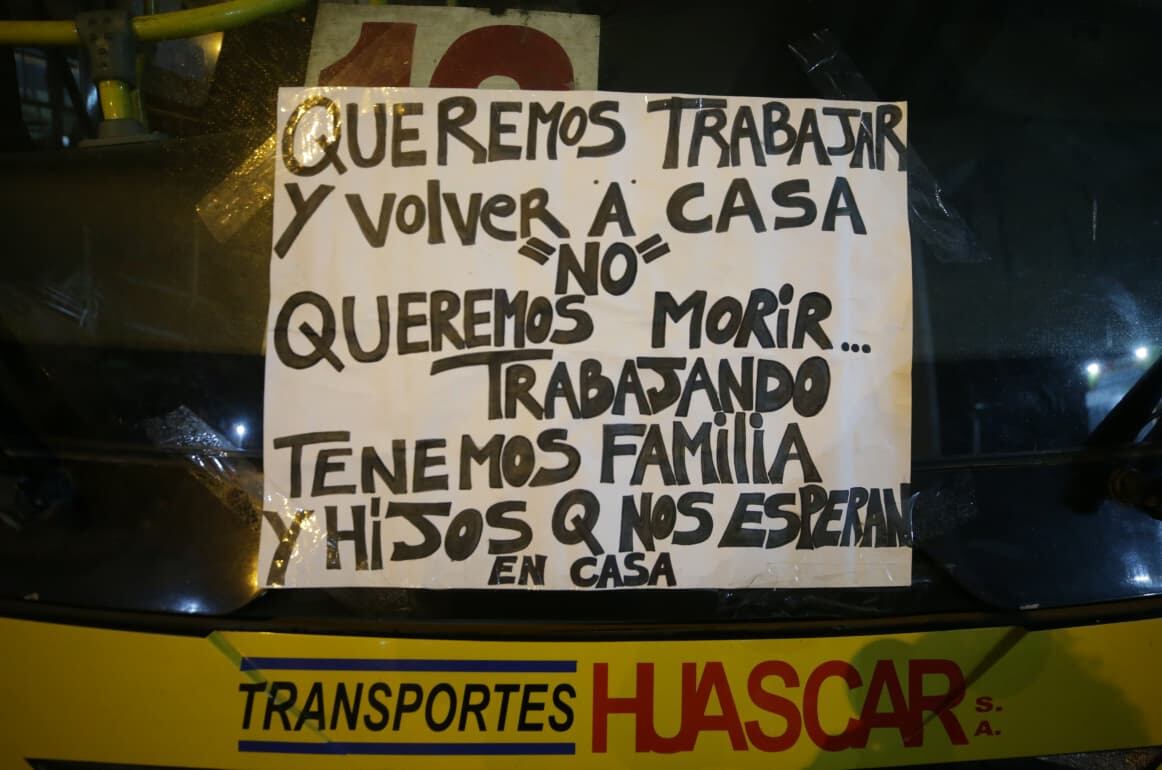 QUEREMOS TRABAJAR
Y VOLVER A CASA
"NO"
QUEREMOS MORIR...
TRABAJANDO
TENEMOS FAMILIA
Y HIJOS Q NOS ESPERAN
EN CASA
TRANSPORTES HUASCAR S.A.